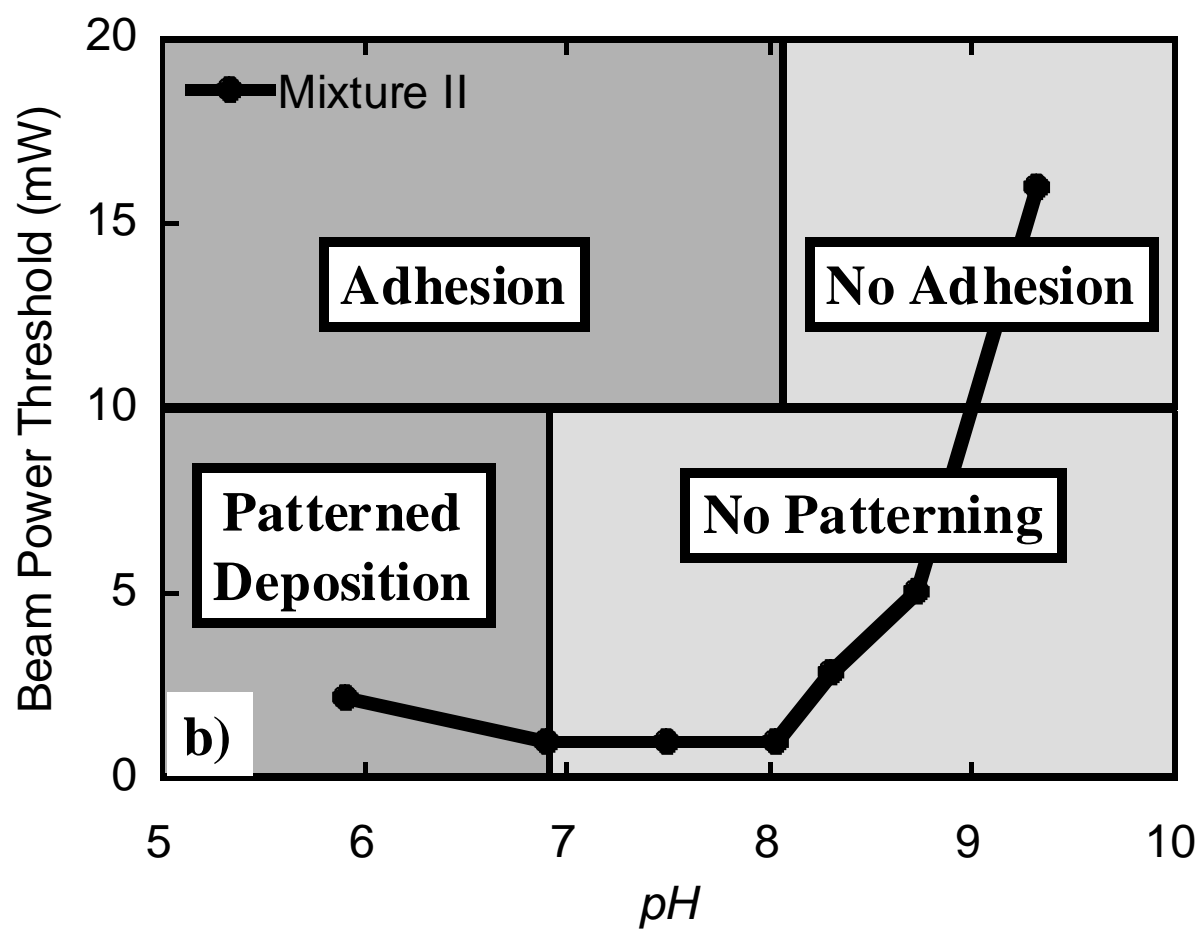 20
Mixture II
15
Adhesion
No Adhesion
10
Patterned
Deposition
No Patterning
5
b)
0
5 6 7 8 9 10
pH
Beam Power Threshold (mW)